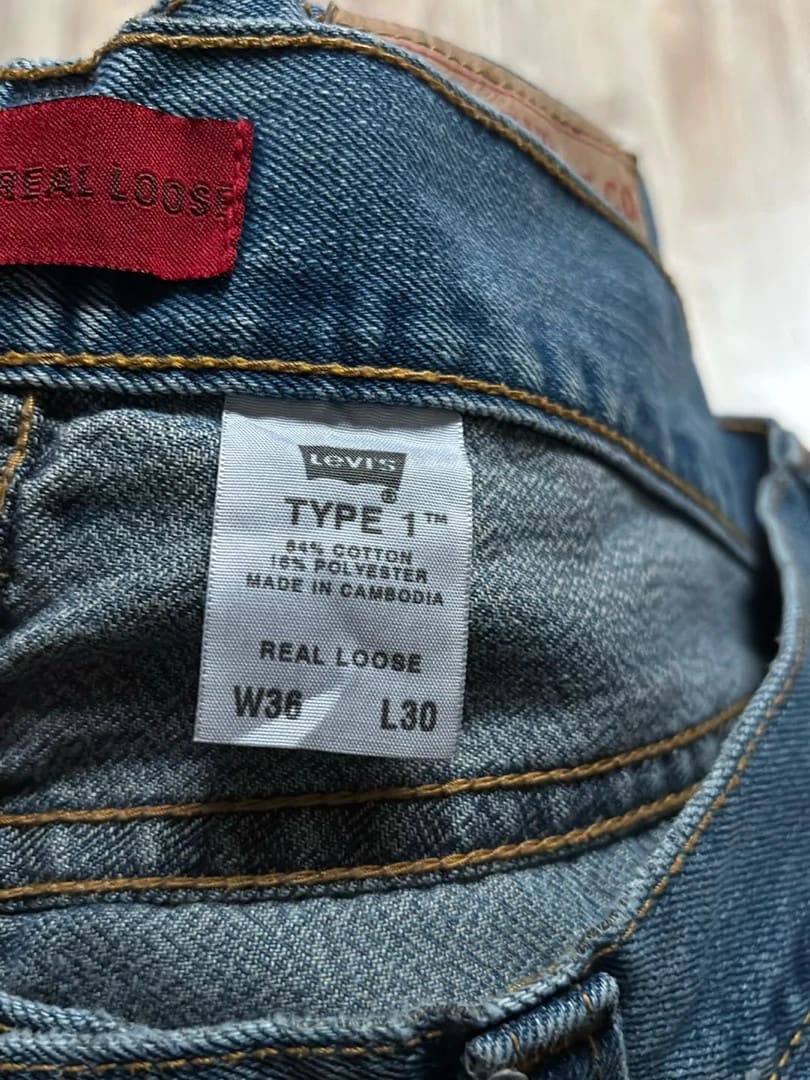 REAL LOOSE
LEVI'S
®
TYPE 1™
84% COTTON
16% POLYESTER
MADE IN CAMBODIA
REAL LOOSE
W36 L30